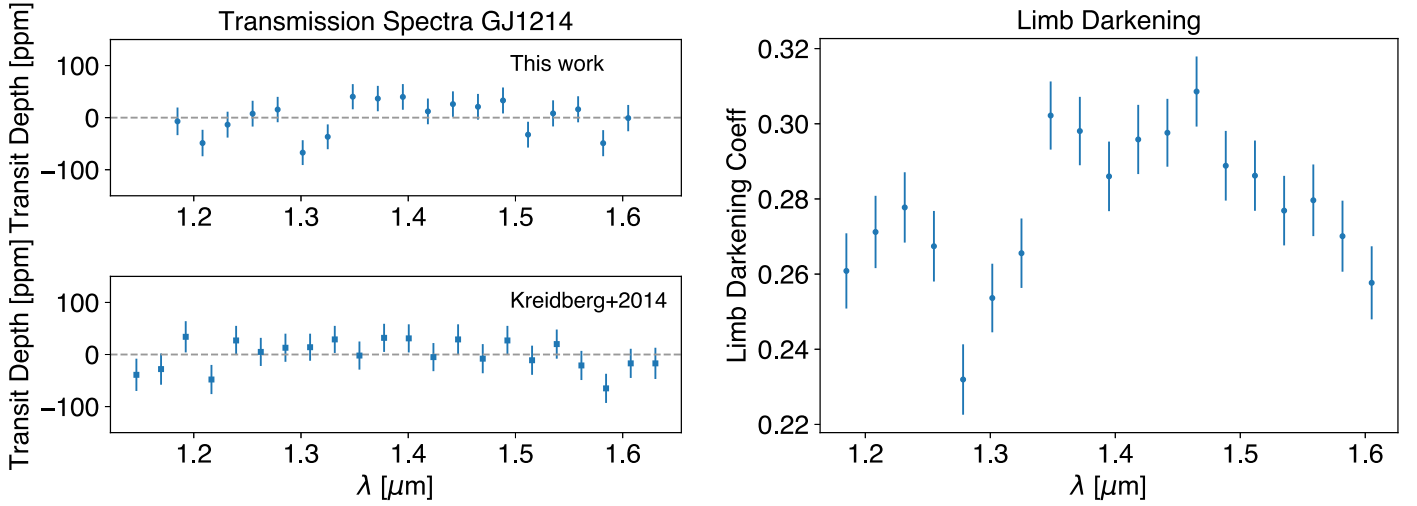 Transmission Spectra GJ1214
Transit Depth [ppm]
100
0
−100
This work
1.2 1.3 1.4 1.5 1.6
Transit Depth [ppm]
100
0
−100
Kreidberg+2014
1.2 1.3 1.4 1.5 1.6
λ [μm]
Limb Darkening
Limb Darkening Coeff
0.32
0.30
0.28
0.26
0.24
0.22
1.2 1.3 1.4 1.5 1.6
λ [μm]